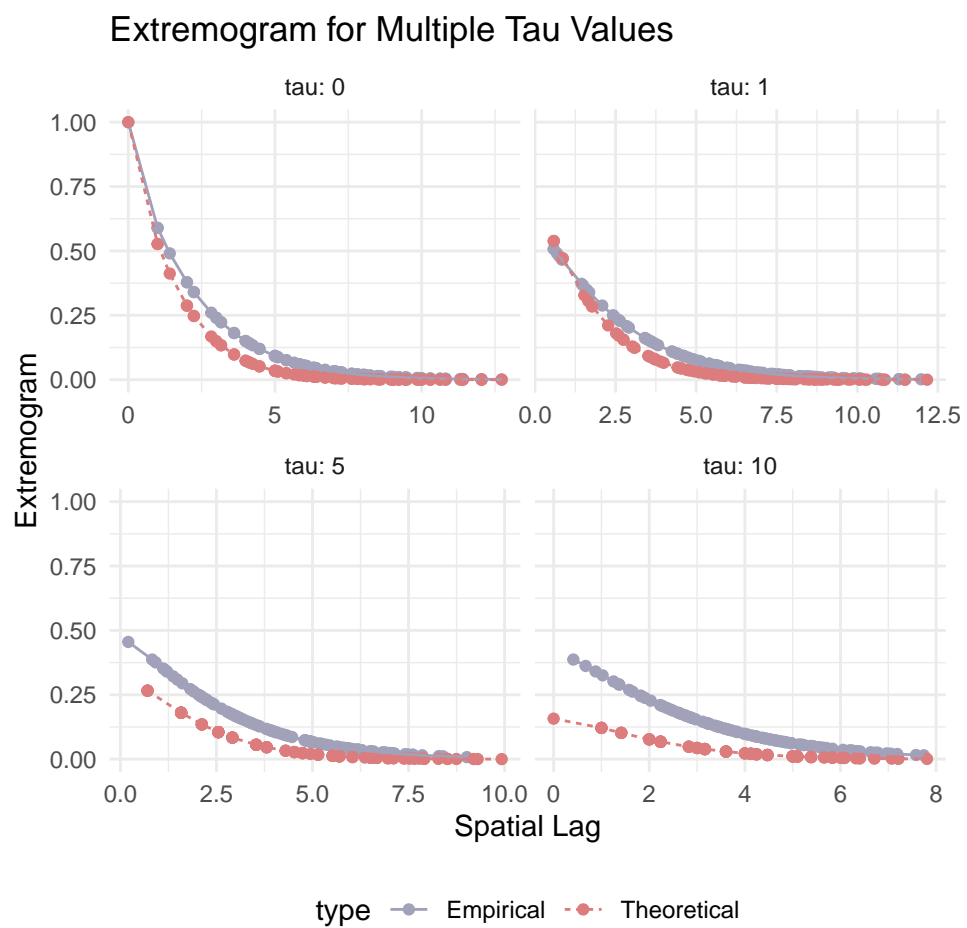 Extremogram for Multiple Tau Values
tau: 0
tau: 1
1.00
0.75
0.50
0.25
0.00
0 5 10
0.0 2.5 5.0 7.5 10.0 12.5
Extremogram
tau: 5
tau: 10
1.00
0.75
0.50
0.25
0.00
0.0 2.5 5.0 7.5 10.0
0 2 4 6 8
Spatial Lag
type Empirical Theoretical